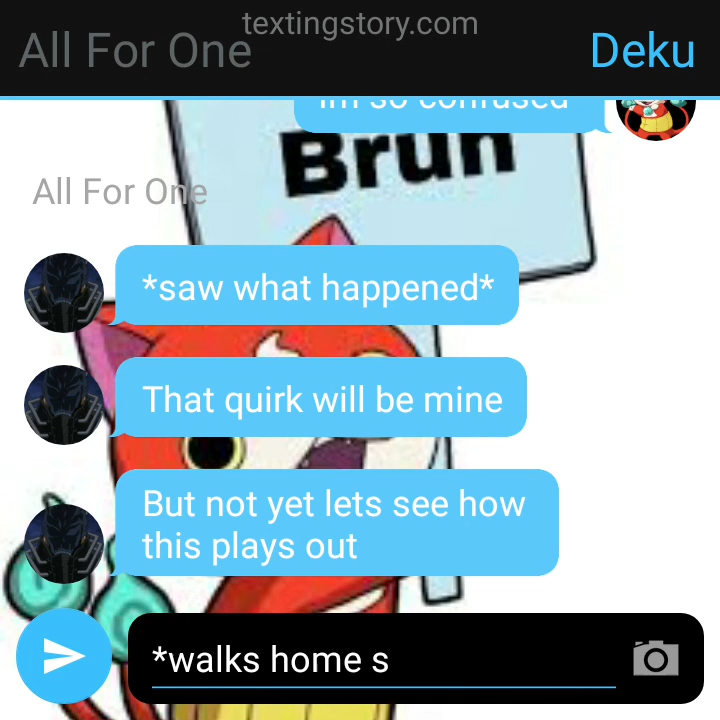 textingstory.com
All For One
Deku
im so confused
Bruh
All For One
*saw what happened*
That quirk will be mine
But not yet lets see how
this plays out
*walks home s